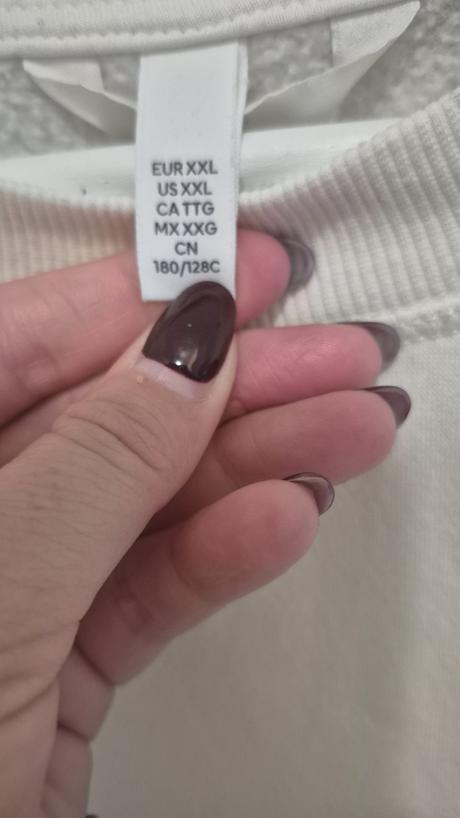 EUR XXL
US XXL
CA TTG
MX XXG
CN
180/128C